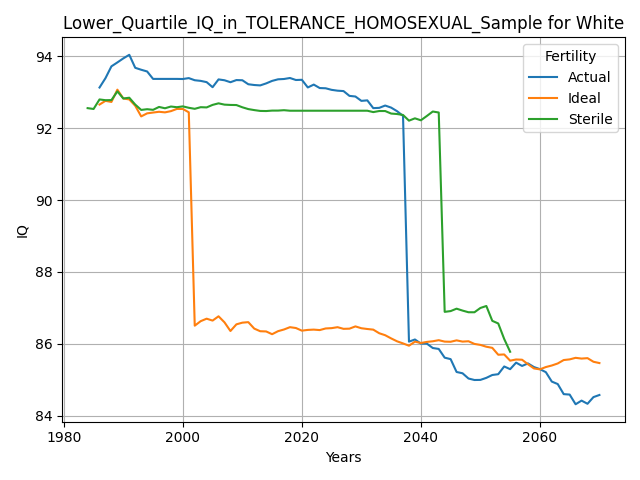 Lower_Quartile_IQ_in_TOLERANCE_HOMOSEXUAL_Sample for White
Fertility
Actual
Ideal
Sterile
94
92
90
88
86
84
IQ
1980
2000
2020
2040
2060
Years